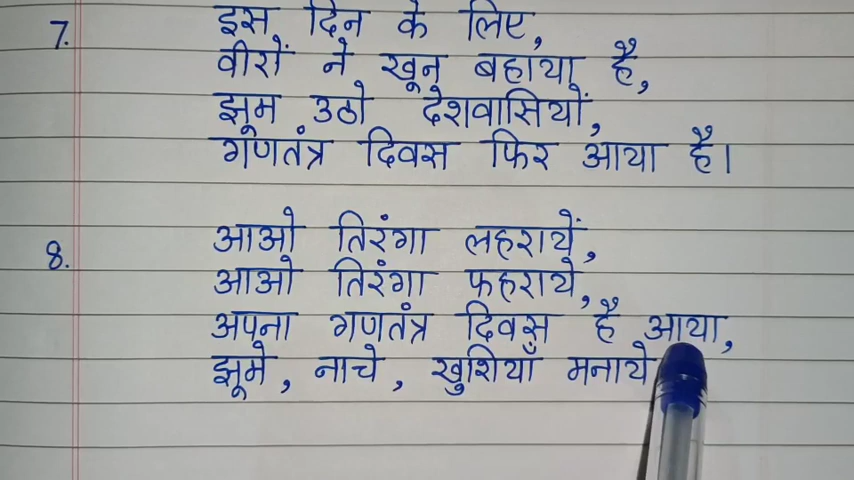 7. इस दिन के लिए,
वीरों ने खून बहाया है,
झूम उठो देशवासियों,
गणतंत्र दिवस फिर आया है।
8. आओ तिरंगा लहरायें,
आओ तिरंगा फहराये,
अपना गणतंत्र दिवस है आया,
झूमे, नाचे, खुशियाँ मनाये